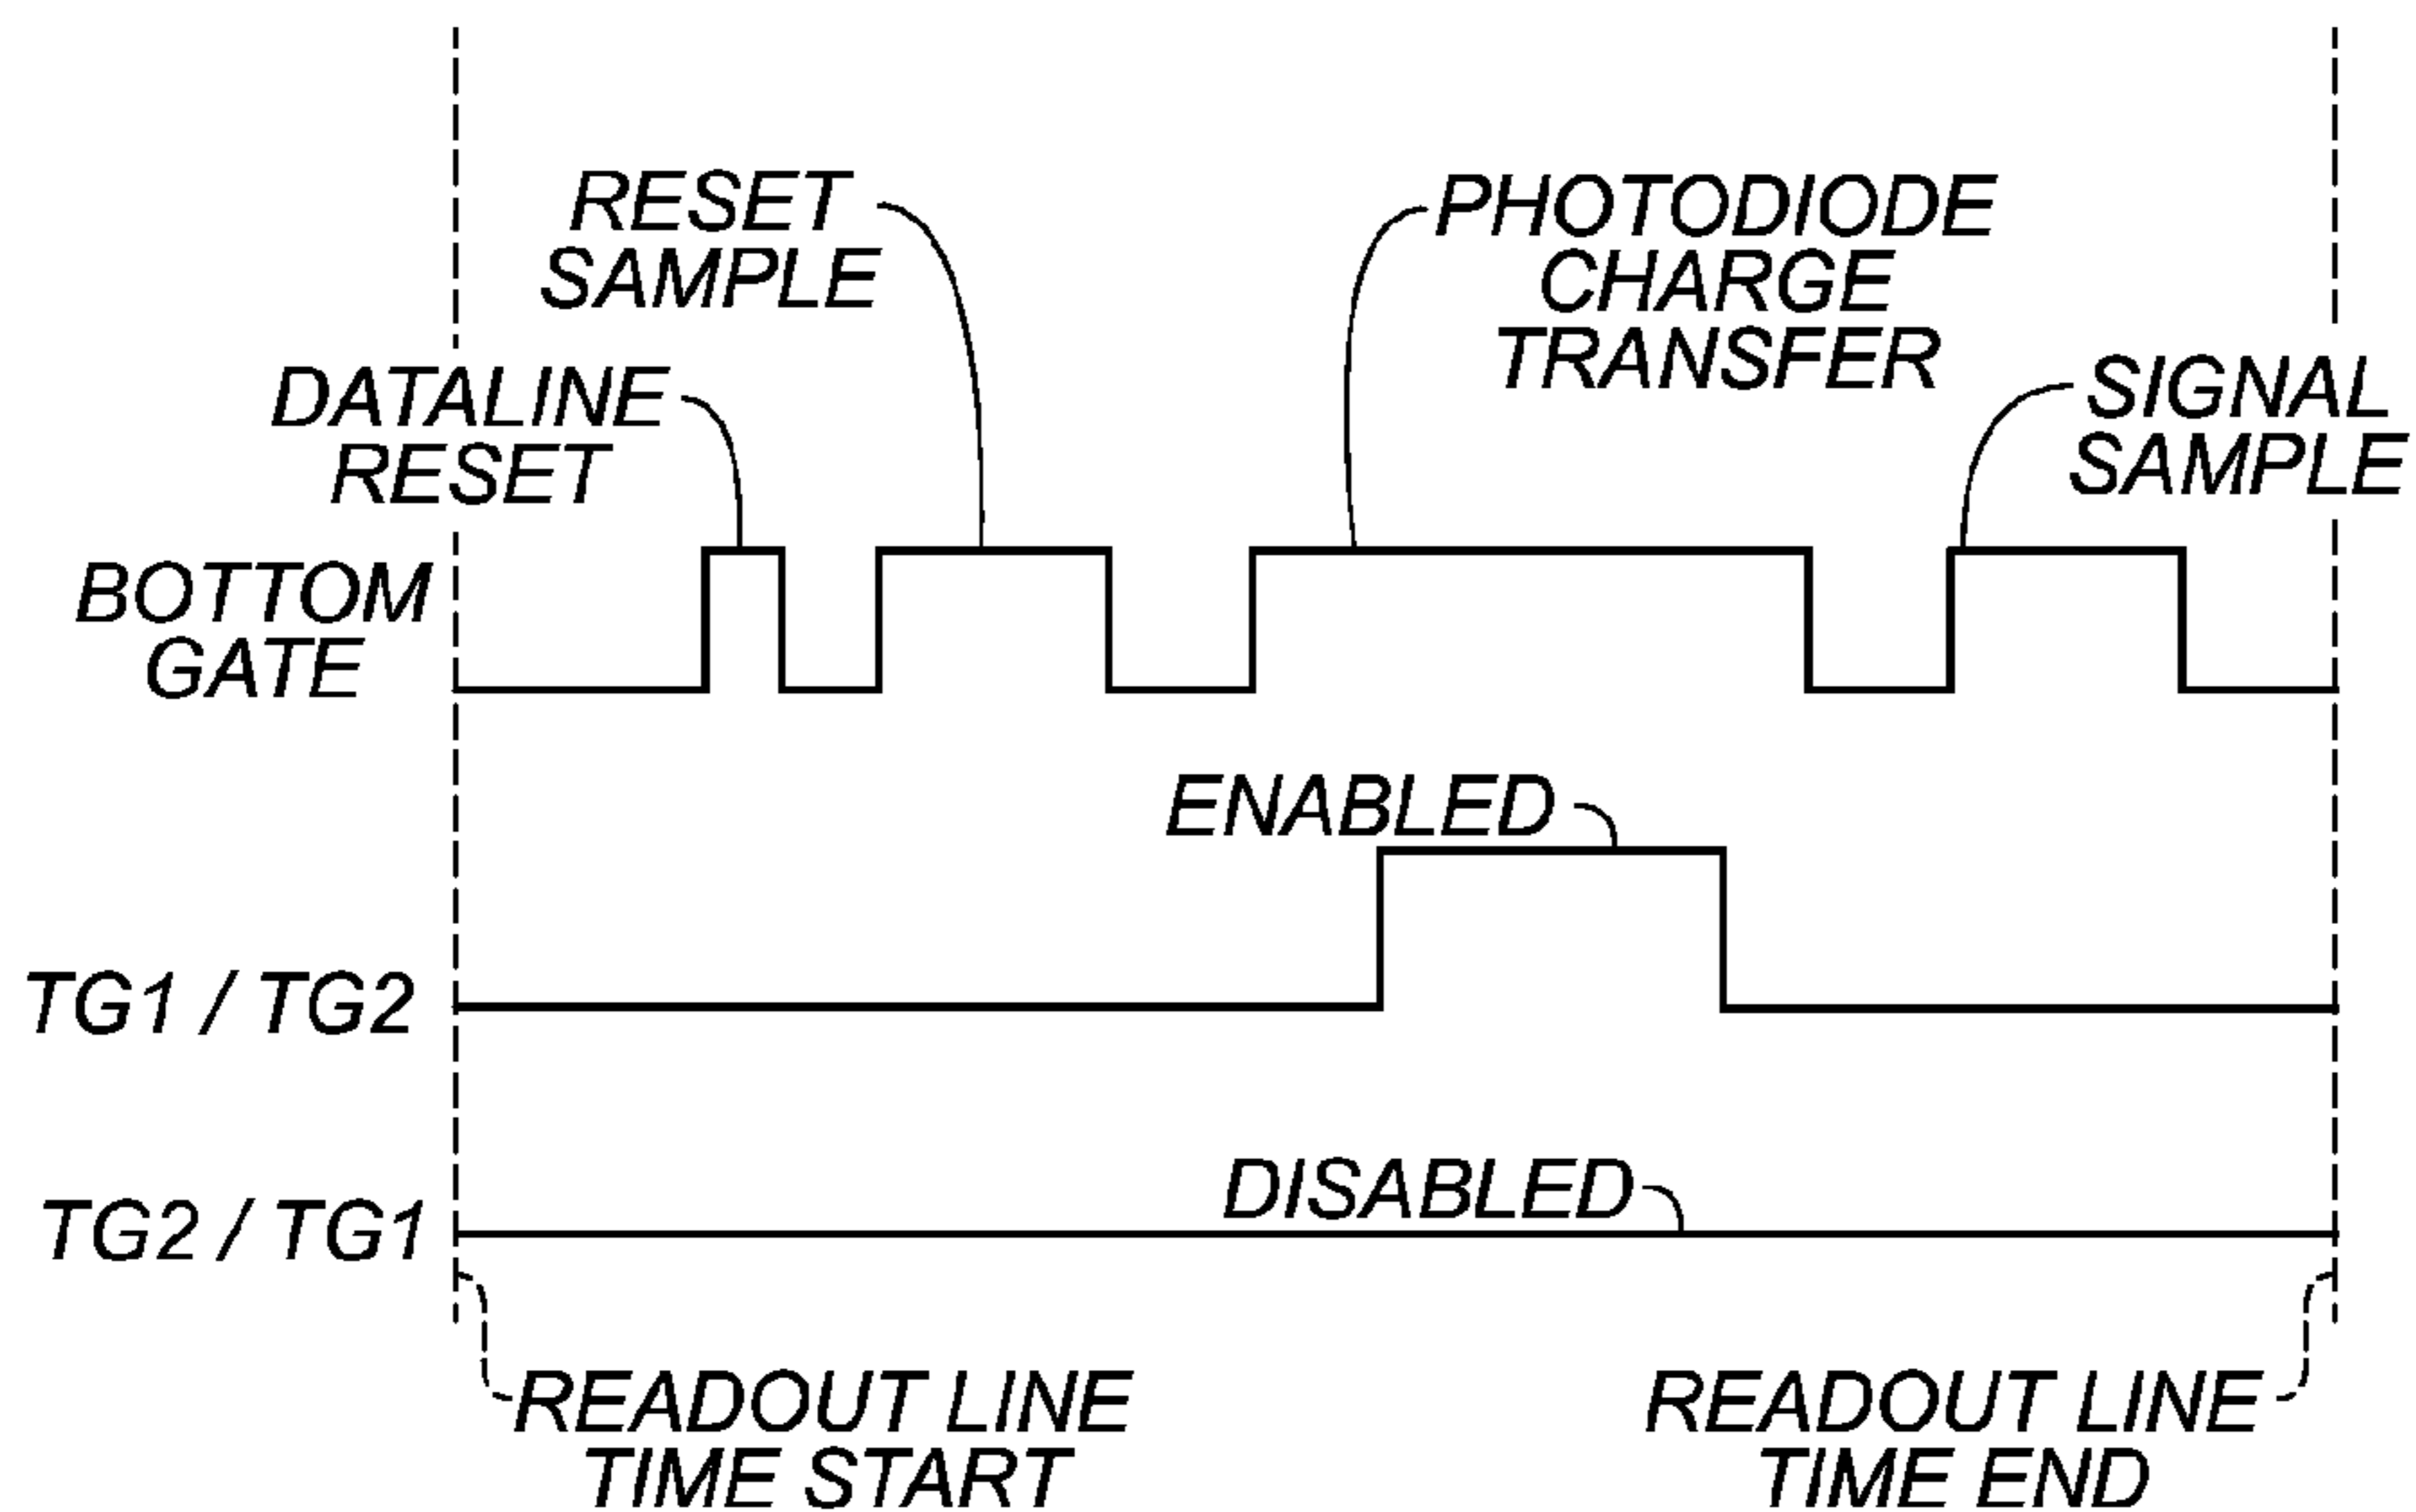 RESET
SAMPLE
PHOTODIODE
CHARGE
TRANSFER
DATALINE
RESET
SIGNAL
SAMPLE
BOTTOM
GATE
ENABLED
TG1 / TG2
DISABLED
TG2 / TG1
READOUT LINE
TIME START
READOUT LINE
TIME END